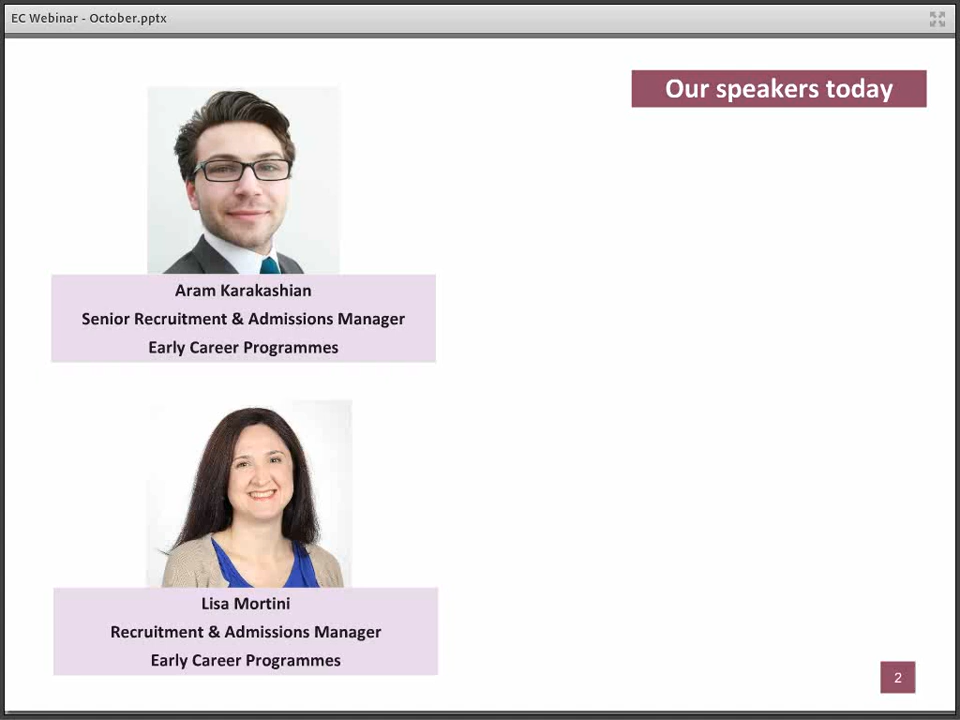 EC Webinar - October.pptx
Our speakers today
Aram Karakashian
Senior Recruitment & Admissions Manager
Early Career Programmes
Lisa Mortini
Recruitment & Admissions Manager
Early Career Programmes
2